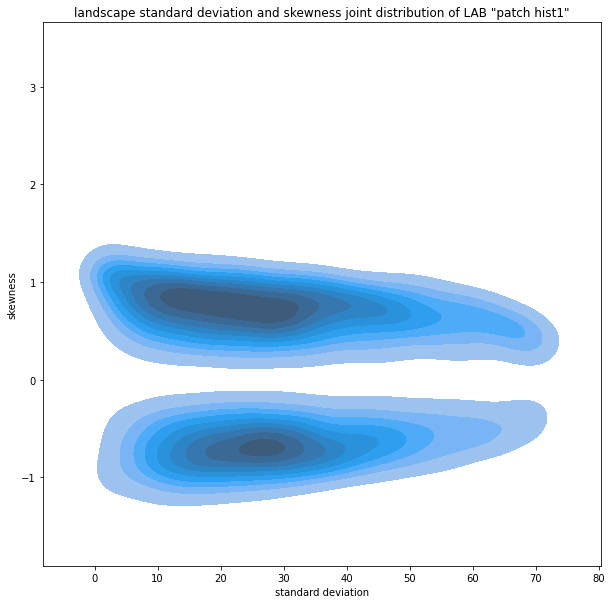 landscape standard deviation and skewness joint distribution of LAB "patch hist1"
skewness
3
2
1
0
−1
0 10 20 30 40 50 60 70 80
standard deviation